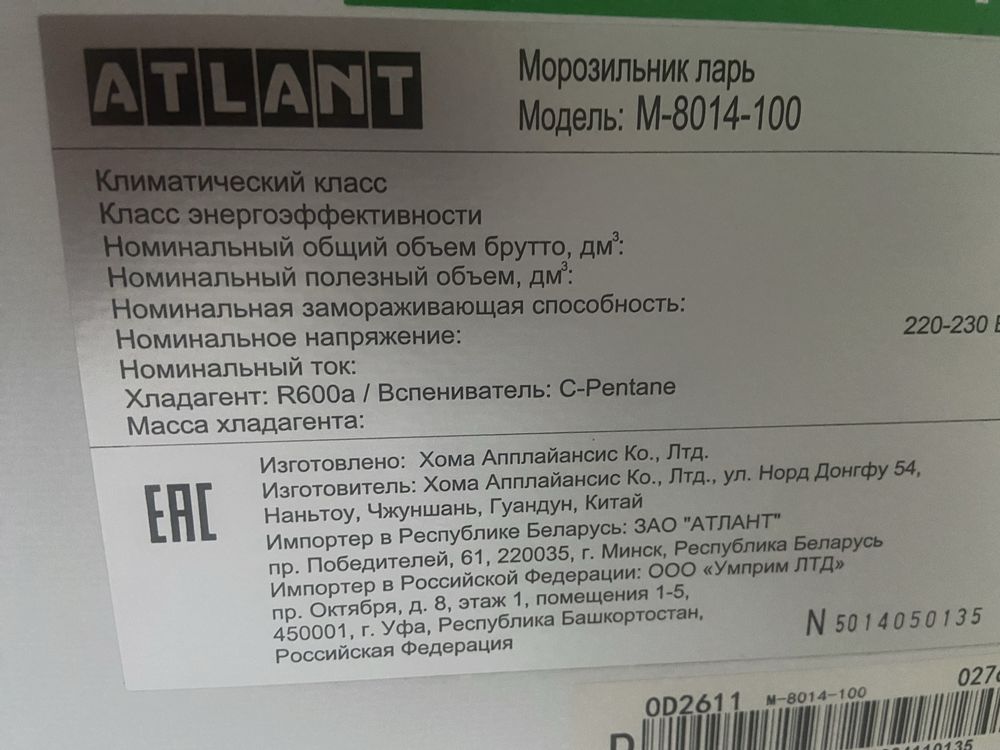 ATLANT
Морозильник ларь
Модель: М-8014-100
Климатический класс
Класс энергоэффективности
Номинальный общий объем брутто, дм³:
Номинальный полезный объем, дм³:
Номинальная замораживающая способность:
Номинальное напряжение: 220-230
Номинальный ток:
Хладагент: R600a / Вспениватель: C-Pentane
Масса хладагента:
EAC
Изготовлено: Хома Апплайансис Ко., Лтд.
Изготовитель: Хома Апплайансис Ко., Лтд., ул. Норд Донгфу 54,
Наньтоу, Чжуншань, Гуандун, Китай
Импортер в Республике Беларусь: ЗАО "АТЛАНТ"
пр. Победителей, 61, 220035, г. Минск, Республика Беларусь
Импортер в Российской Федерации: ООО «Умприм ЛТД»
пр. Октября, д. 8, этаж 1, помещения 1-5,
450001, г. Уфа, Республика Башкортостан,
Российская Федерация
N 5014050135
0D2611 М-8014-100